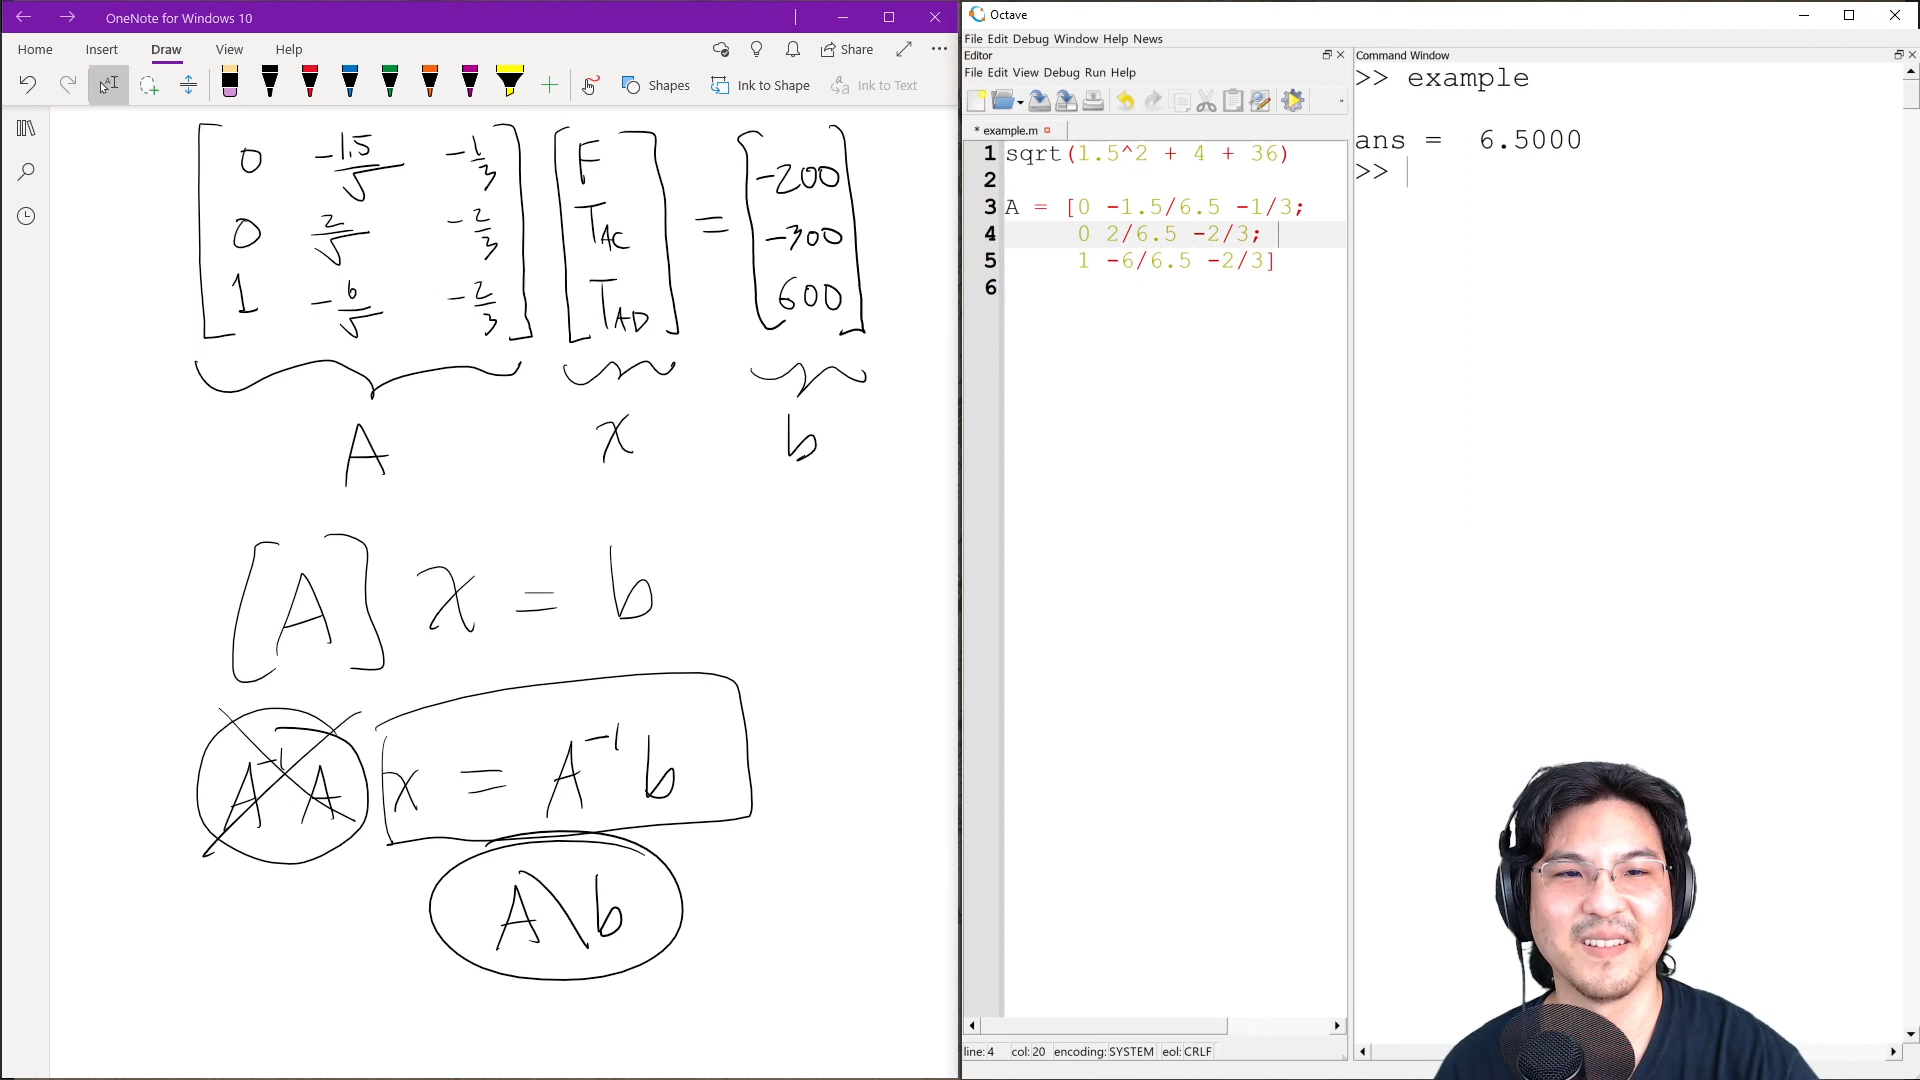 OneNote for Windows 10
Home Insert Draw View Help
Share
Shapes Ink to Shape Ink to Text
0 -1.5/√ -1/3 F -200
0 2/√ -2/3 TAC = -300
1 -6/√ -2/3 TAD 600
A x b
[A] x = b
A⁻¹ A x = A⁻¹ b
A\b
Octave
File Edit Debug Window Help News
Editor
File Edit View Debug Run Help
* example.m
1 sqrt(1.5^2 + 4 + 36)
2
3 A = [0 -1.5/6.5 -1/3;
4 0 2/6.5 -2/3;
5 1 -6/6.5 -2/3]
6
line: 4 col: 20 encoding: SYSTEM eol: CRLF
Command Window
>> example
ans = 6.5000
>>